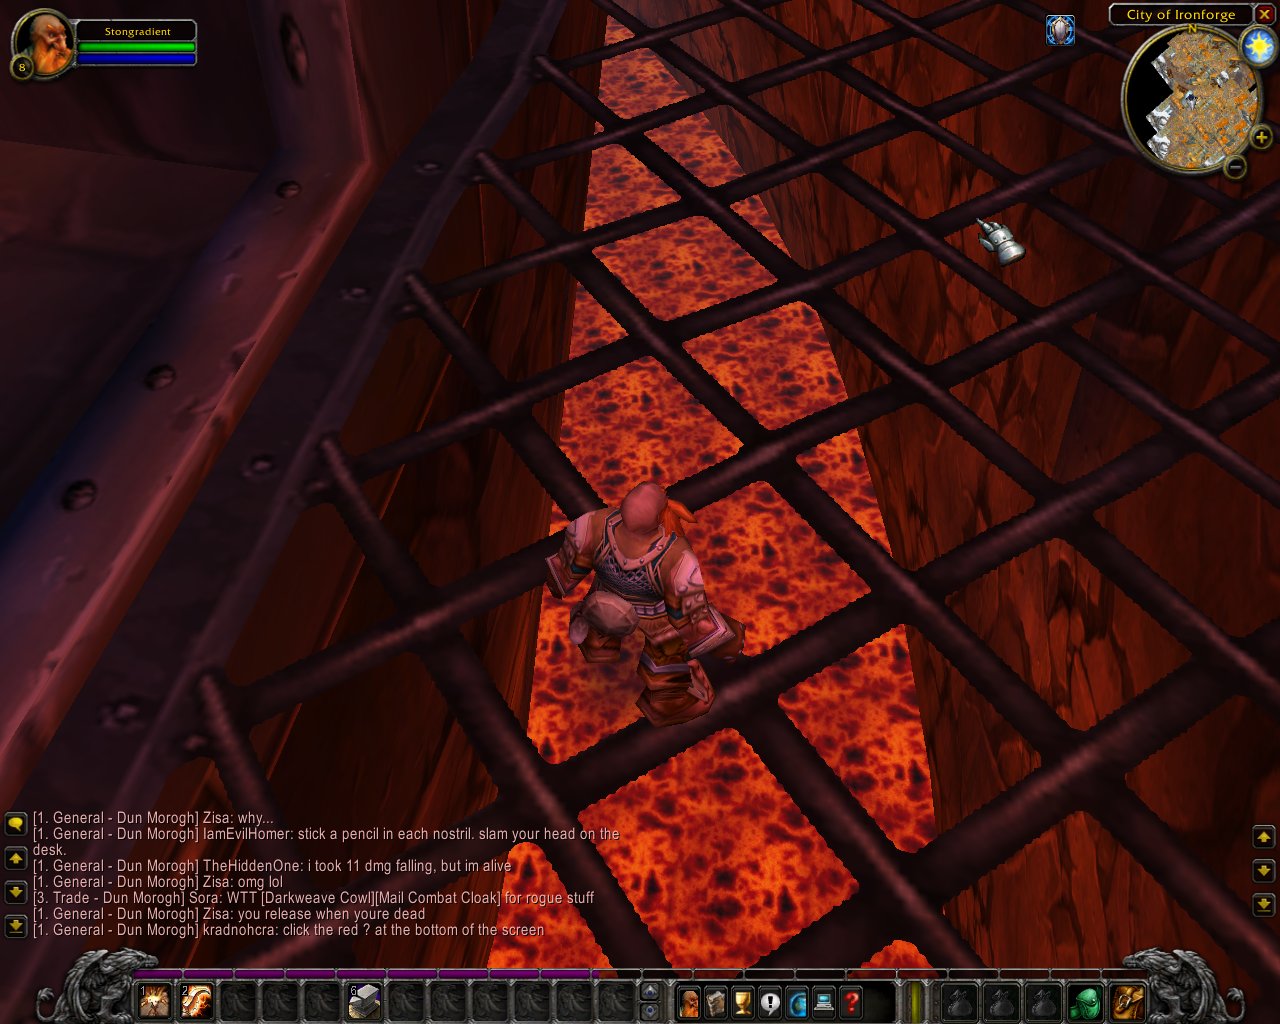 Stongradient
8
City of Ironforge
N
[1. General - Dun Morogh] Zisa: why...
[1. General - Dun Morogh] IamEvilHomer: stick a pencil in each nostril. slam your head on the
desk.
[1. General - Dun Morogh] TheHiddenOne: i took 11 dmg falling, but im alive
[1. General - Dun Morogh] Zisa: omg lol
[3. Trade - Dun Morogh] Sora: WTT [Darkweave Cowl][Mail Combat Cloak] for rogue stuff
[1. General - Dun Morogh] Zisa: you release when youre dead
[1. General - Dun Morogh] kradnohcra: click the red ? at the bottom of the screen
1 2 6